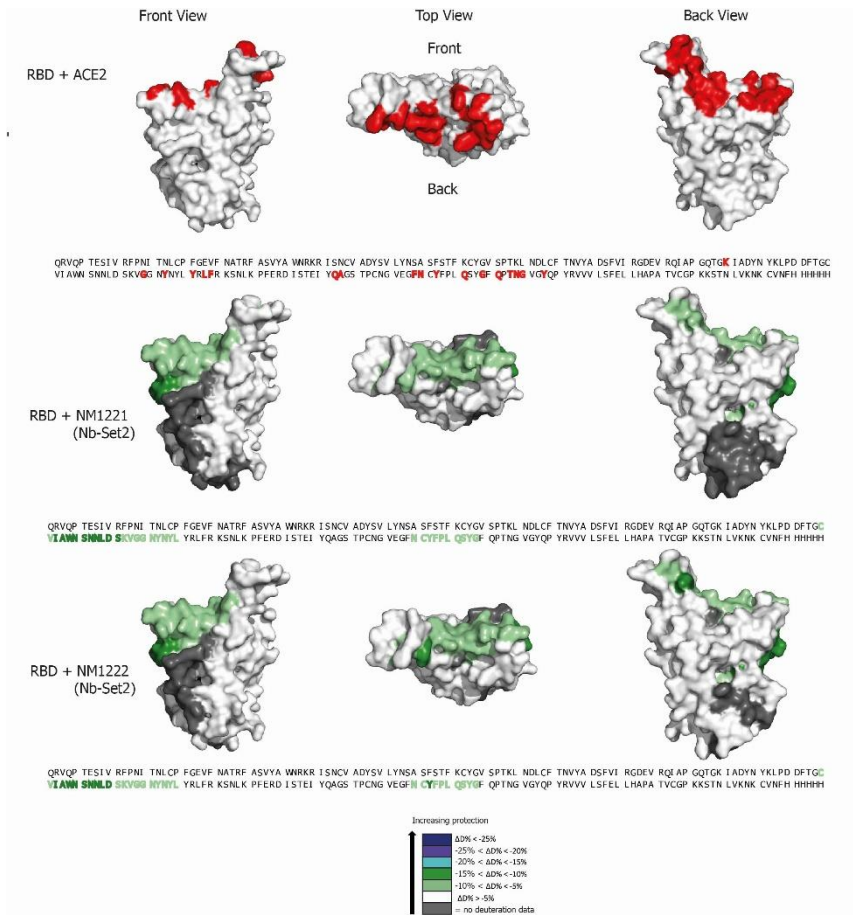 Front View Top View Back View
RBD + ACE2
Front
Back
QRVQP TESIV RFPNI TNLCP FGEVF NATRF ASVYA WNRKR ISNCV ADYSV LYNSA SFSTF KCYGV SPTKL NDLCF TNVYA DSFVI RGDEV RQIAP GQTGK IADYN YKLPD DFTGC
VIAWN SNNLD SKVGG NYNYL YRLFR KSNLK PFERD ISTEI YQAGS TPCNG VEGFN CYFPL QSYGF QPTNG VGYQP YRVVV LSFEL LHAPA TVCGP KKSTN LVKNK CVNFH HHHHH
RBD + NM1221
(Nb-Set2)
QRVQP TESIV RFPNI TNLCP FGEVF NATRF ASVYA WNRKR ISNCV ADYSV LYNSA SFSTF KCYGV SPTKL NDLCF TNVYA DSFVI RGDEV RQIAP GQTGK IADYN YKLPD DFTGC
VIAWN SNNLD SKVGG NYNYL YRLFR KSNLK PFERD ISTEI YQAGS TPCNG VEGFN CYFPL QSYGF QPTNG VGYQP YRVVV LSFEL LHAPA TVCGP KKSTN LVKNK CVNFH HHHHH
RBD + NM1222
(Nb-Set2)
QRVQP TESIV RFPNI TNLCP FGEVF NATRF ASVYA WNRKR ISNCV ADYSV LYNSA SFSTF KCYGV SPTKL NDLCF TNVYA DSFVI RGDEV RQIAP GQTGK IADYN YKLPD DFTGC
VIAWN SNNLD SKVGG NYNYL YRLFR KSNLK PFERD ISTEI YQAGS TPCNG VEGFN CYFPL QSYGF QPTNG VGYQP YRVVV LSFEL LHAPA TVCGP KKSTN LVKNK CVNFH HHHHH
Increasing protection
ΔD% < -25%
-25% < ΔD% < -20%
-20% < ΔD% < -15%
-15% < ΔD% < -10%
-10% < ΔD% < -5%
ΔD% > -5%
= no deuteration data